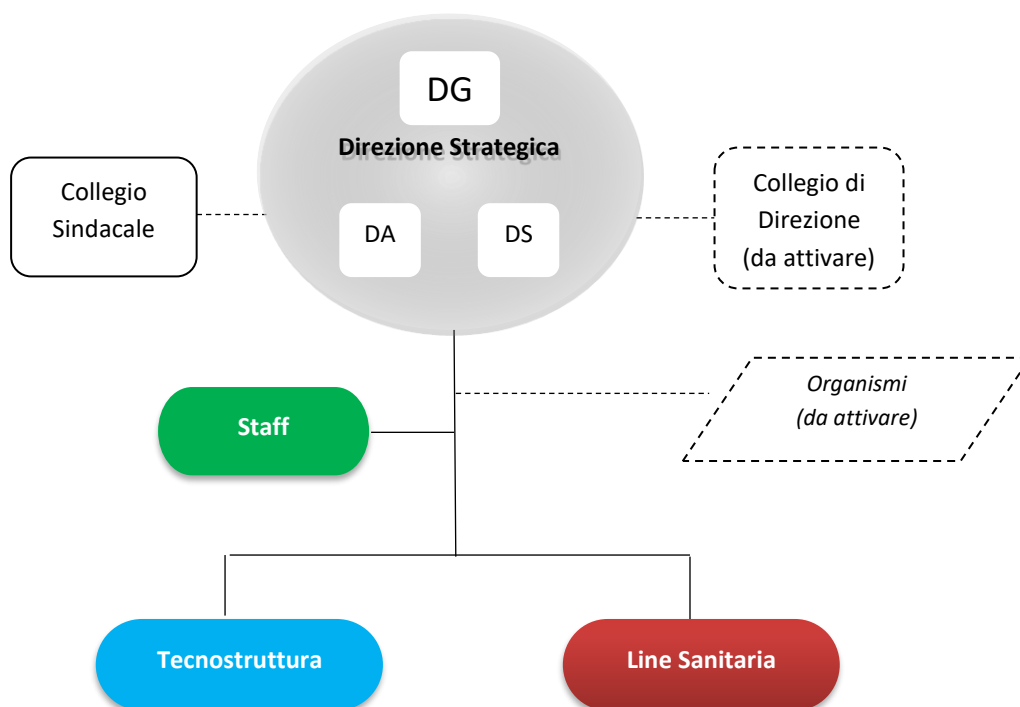 DG
Direzione Strategica
Collegio
Sindacale
DA
DS
Collegio di
Direzione
(da attivare)
Organismi
(da attivare)
Staff
Tecnostruttura
Line Sanitaria